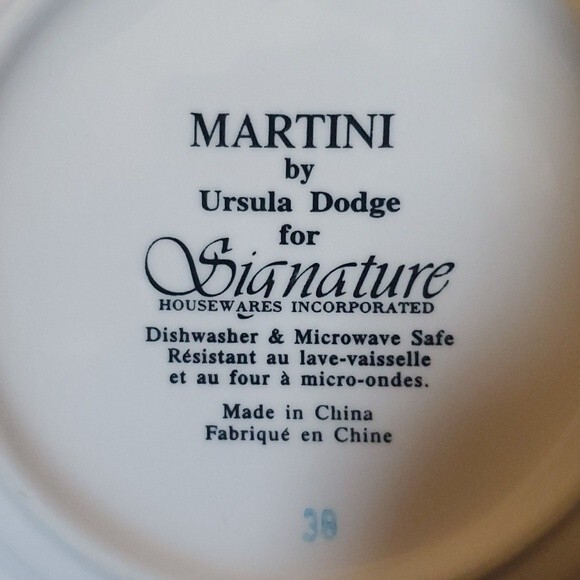 MARTINI
by
Ursula Dodge
for
Signature
HOUSEWARES INCORPORATED
Dishwasher & Microwave Safe
Résistant au lave-vaisselle
et au four à micro-ondes.
Made in China
Fabriqué en Chine
38